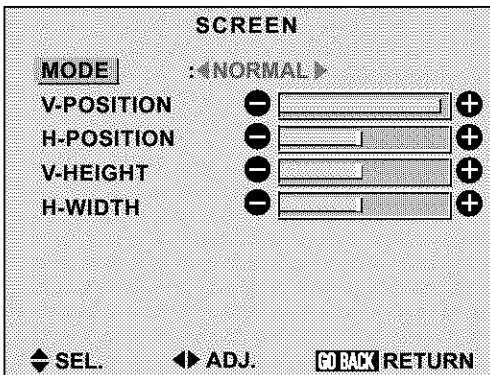 SCREEN
MODE :◀NORMAL▶
V-POSITION
H-POSITION
V-HEIGHT
H-WIDTH
SEL. ADJ. GO BACK RETURN